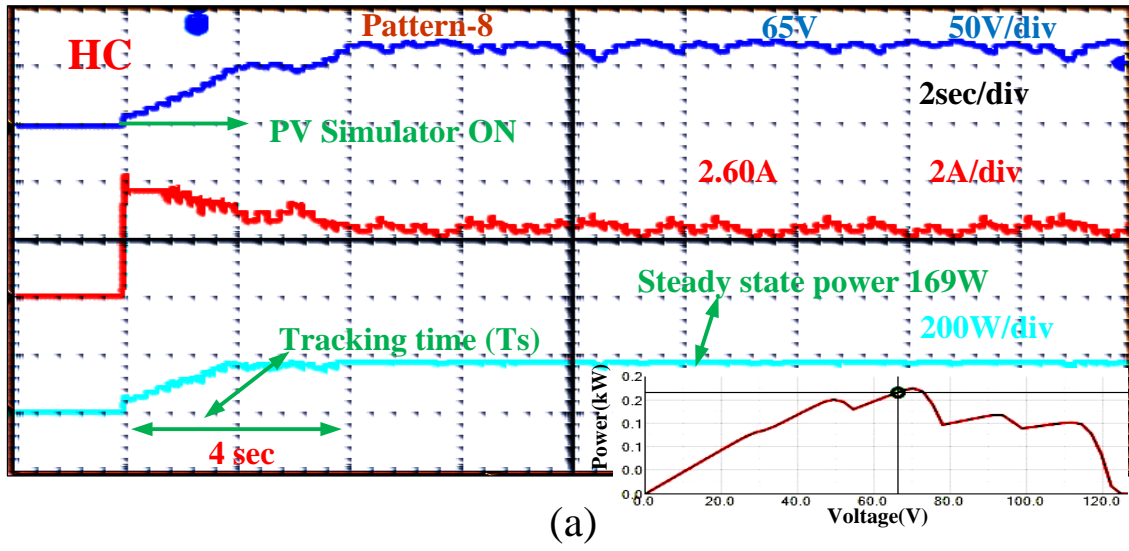 Pattern-8 65V 50V/div
HC
2sec/div
PV Simulator ON
2.60A 2A/div
Steady state power 169W
200W/div
Tracking time (Ts)
4 sec
Power(kW)
0.2
0.2
0.1
0.1
0.0
0.0
0.0 20.0 40.0 60.0 80.0 100.0 120.0
Voltage(V)
(a)